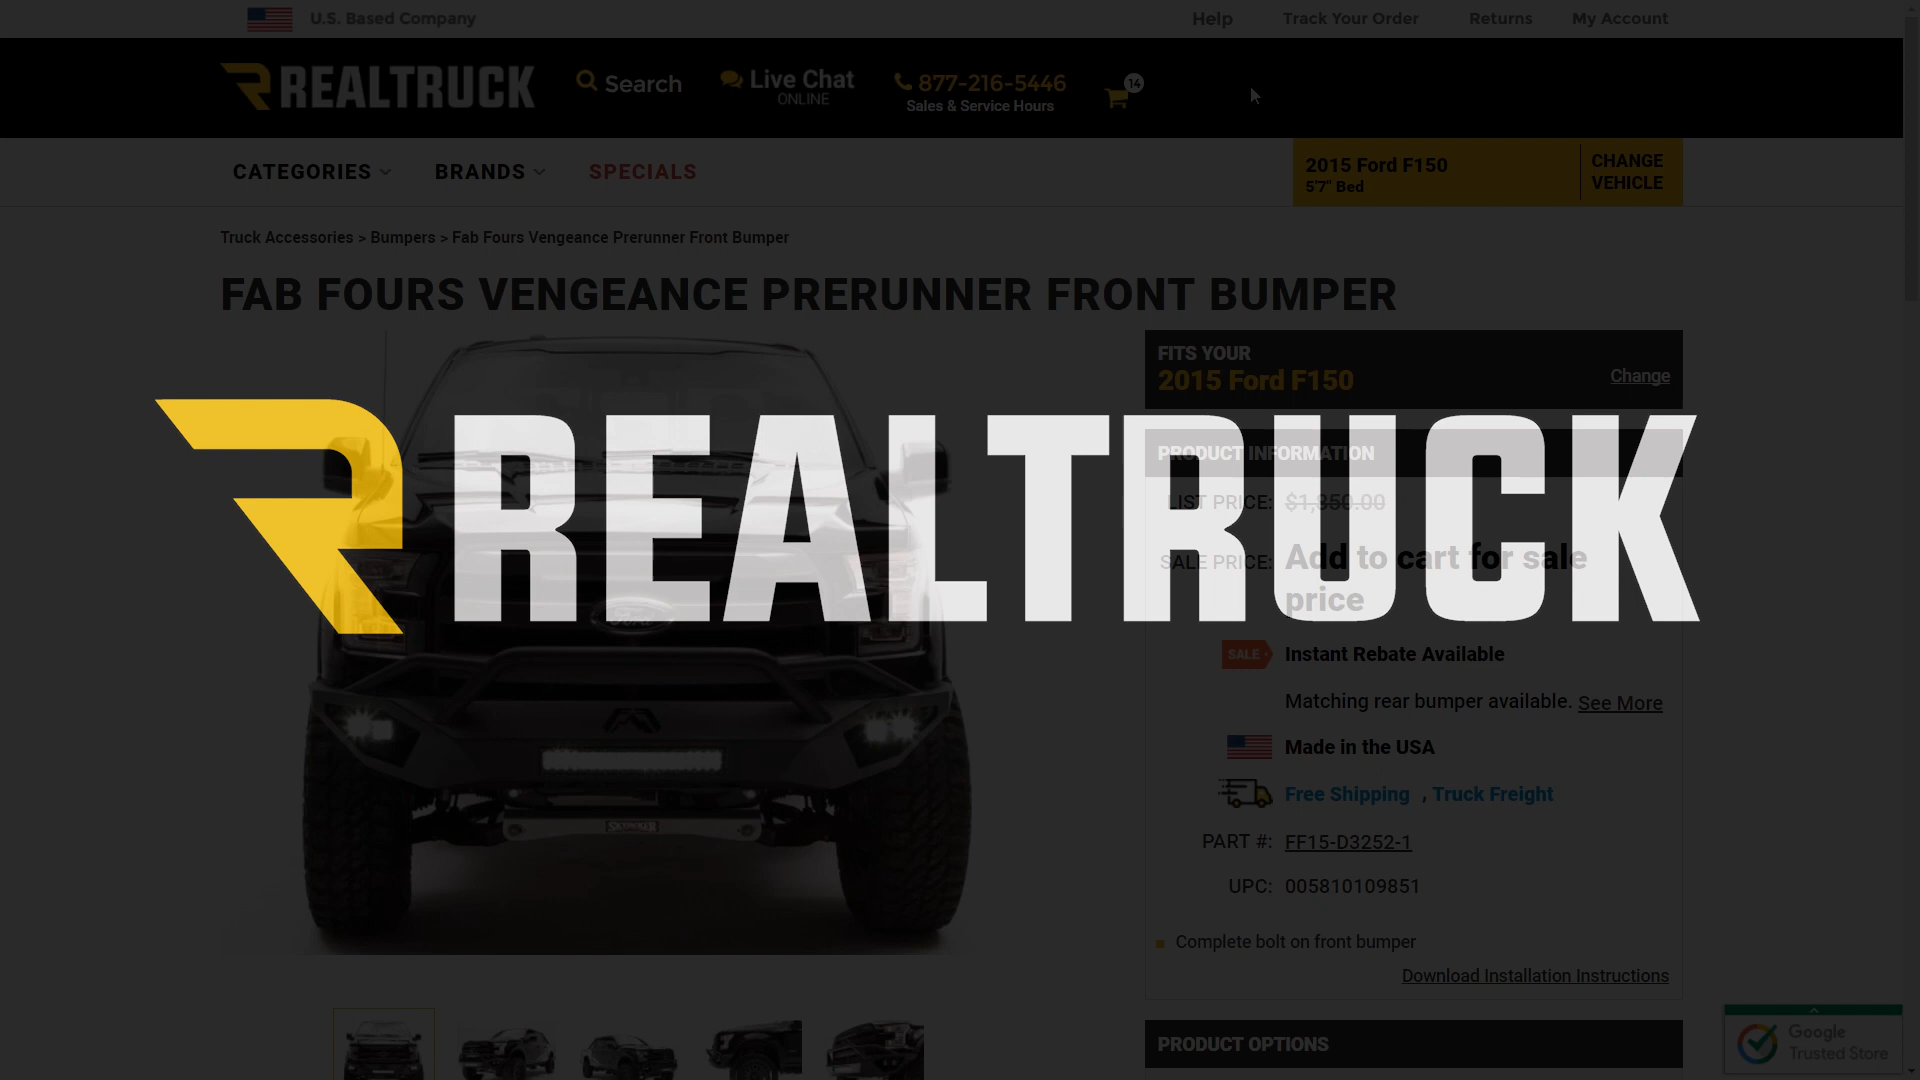 U.S. Based Company
Help
Track Your Order
Returns
My Account
REALTRUCK
Search
Live Chat
ONLINE
877-216-5446
Sales & Service Hours
14
CATEGORIES
BRANDS
SPECIALS
2015 Ford F150
5'7" Bed
CHANGE
VEHICLE
Truck Accessories > Bumpers > Fab Fours Vengeance Prerunner Front Bumper
FAB FOURS VENGEANCE PRERUNNER FRONT BUMPER
FITS YOUR
2015 Ford F150
Change
REALTRUCK
PRODUCT INFORMATION
LIST PRICE: $1,850.00
SALE PRICE: Add to cart for sale
price
Ford
SALE
Instant Rebate Available
Matching rear bumper available. See More
Made in the USA
Free Shipping , Truck Freight
PART #: FF15-D3252-1
UPC: 005810109851
Complete bolt on front bumper
Download Installation Instructions
PRODUCT OPTIONS
Google
Trusted Store